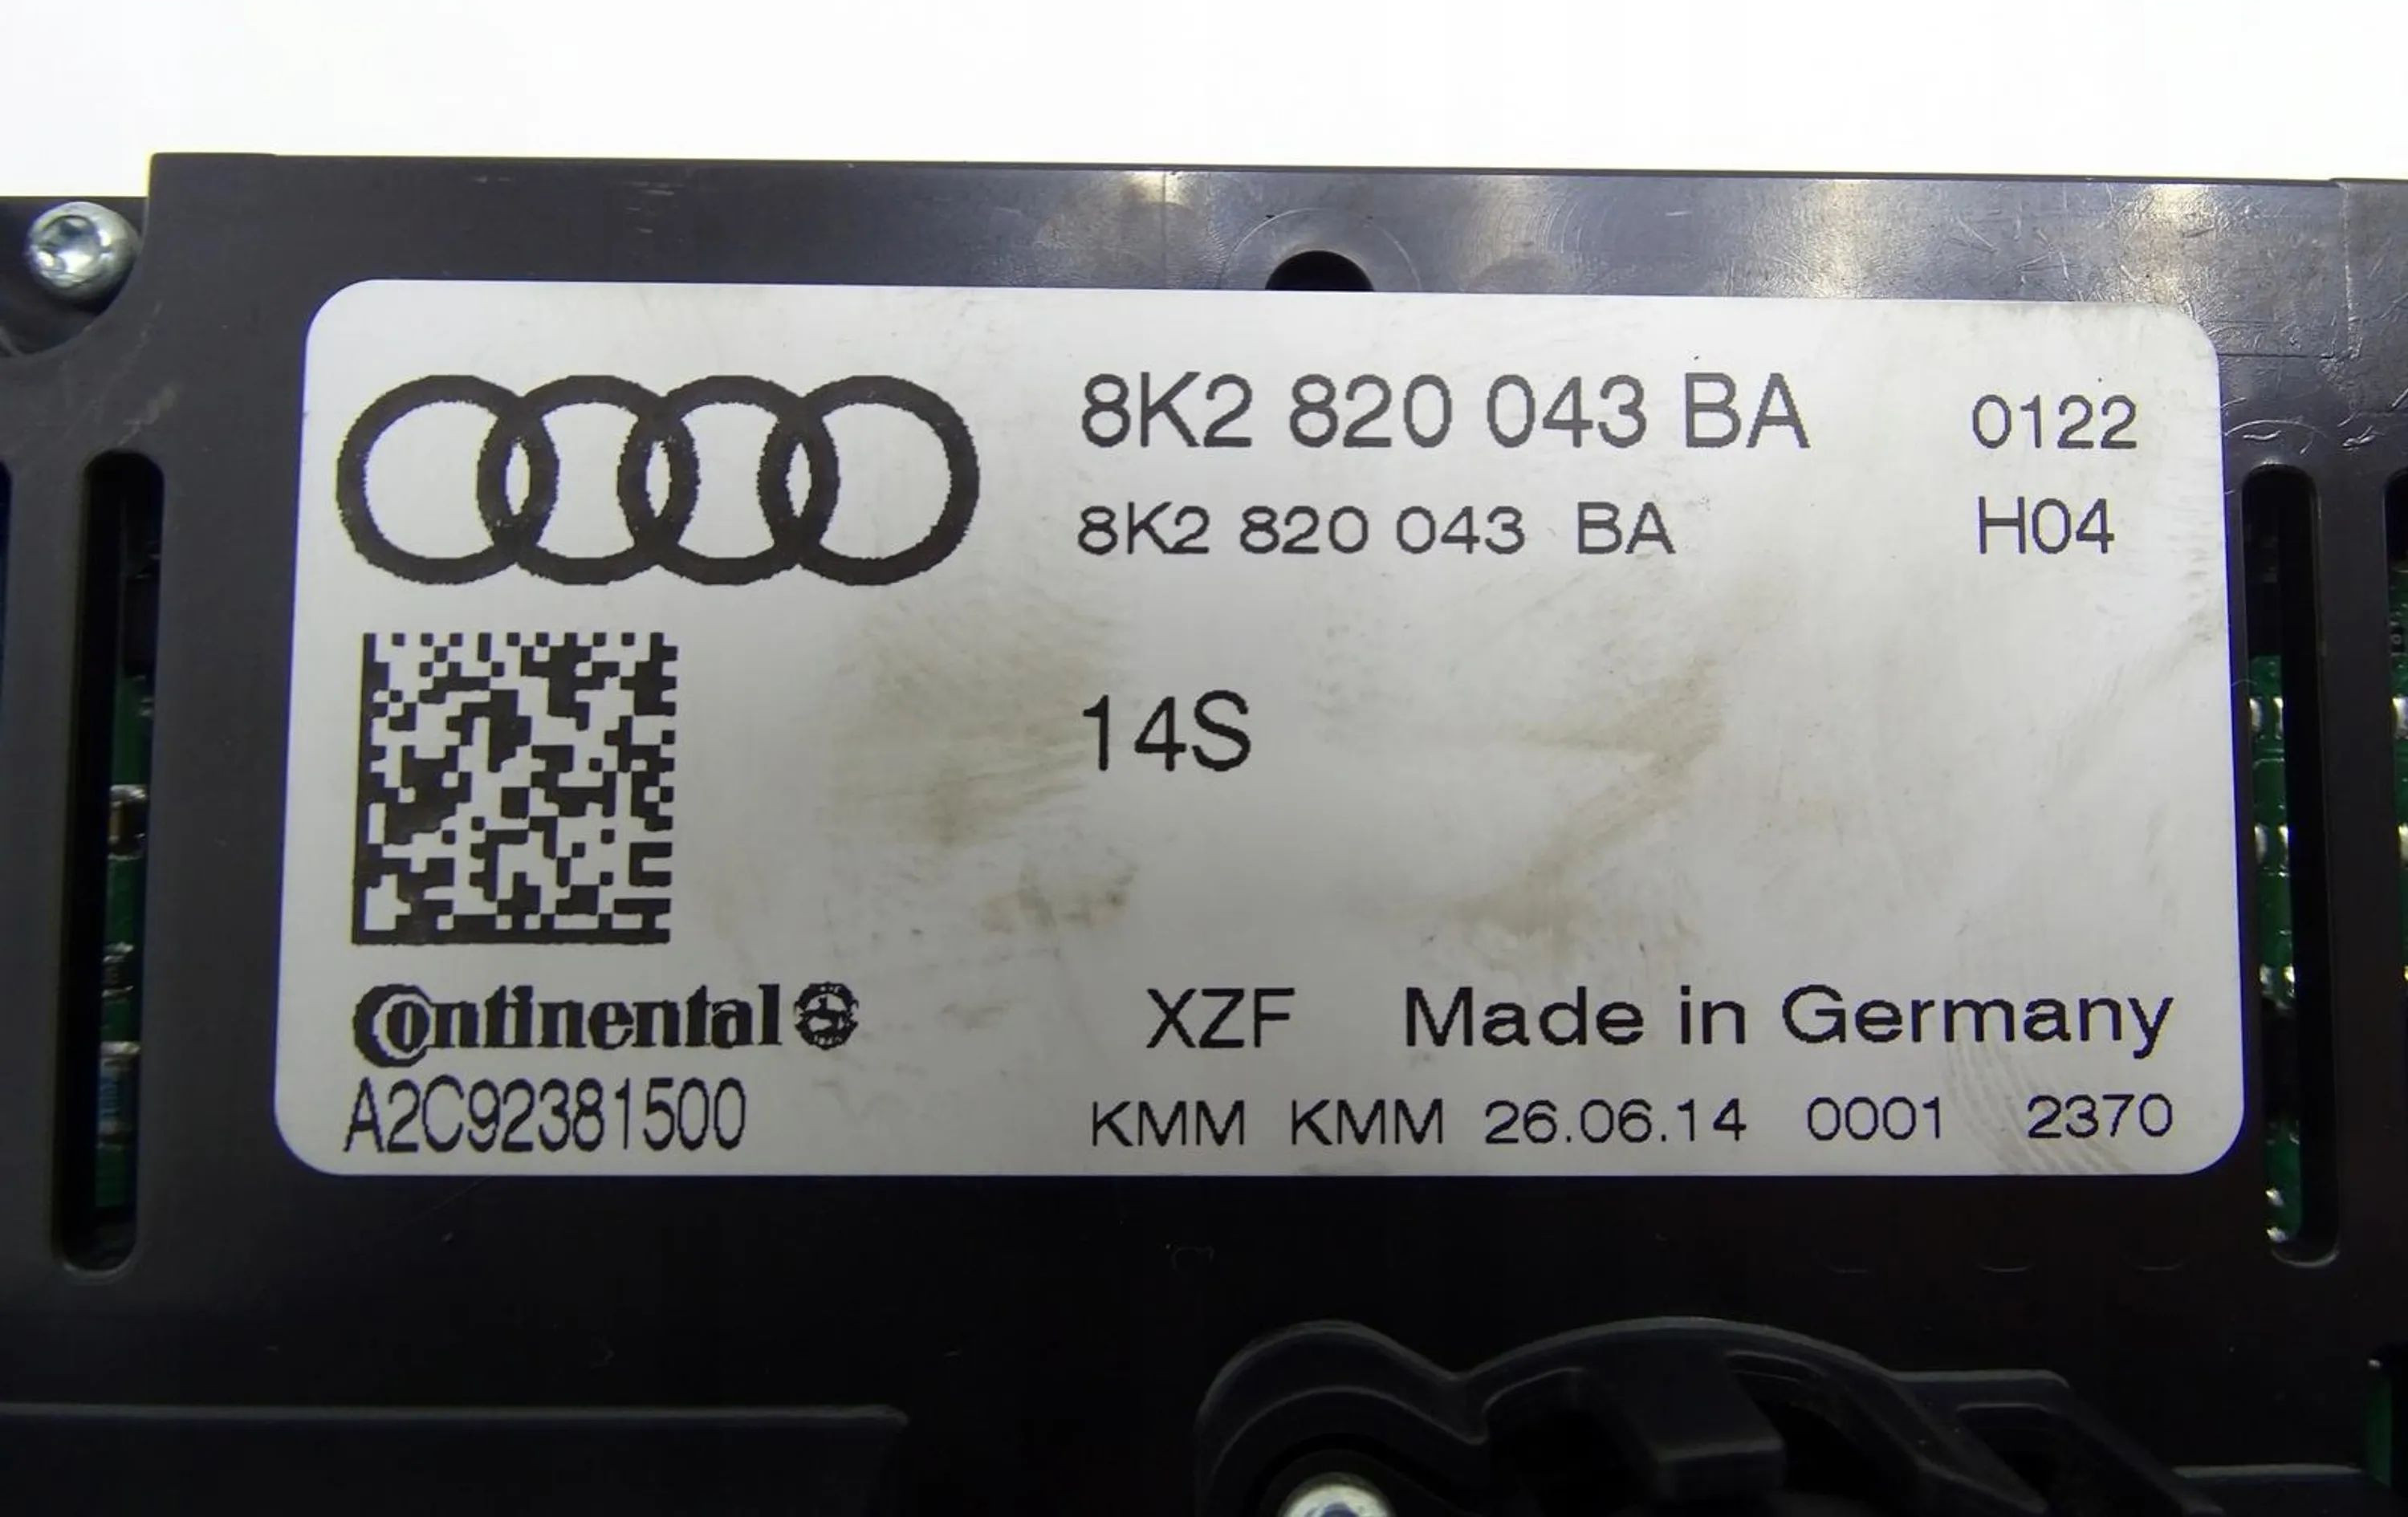 8K2 820 043 BA 0122
8K2 820 043 BA H04
14S
Continental
XZF Made in Germany
A2C92381500
KMM KMM 26.06.14 0001 2370